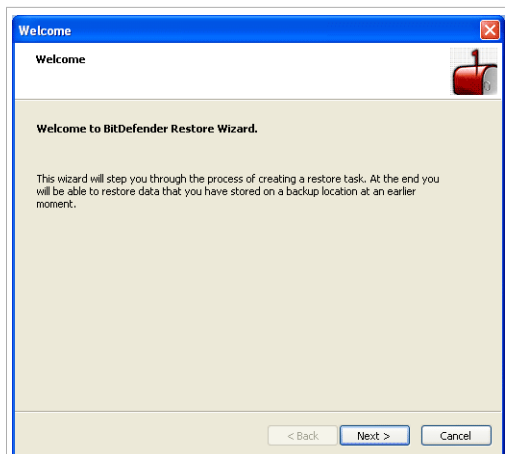 Welcome
Welcome
Welcome to BitDefender Restore Wizard.
This wizard will step you through the process of creating a restore task. At the end you
will be able to restore data that you have stored on a backup location at an earlier
moment.
< Back
Next >
Cancel